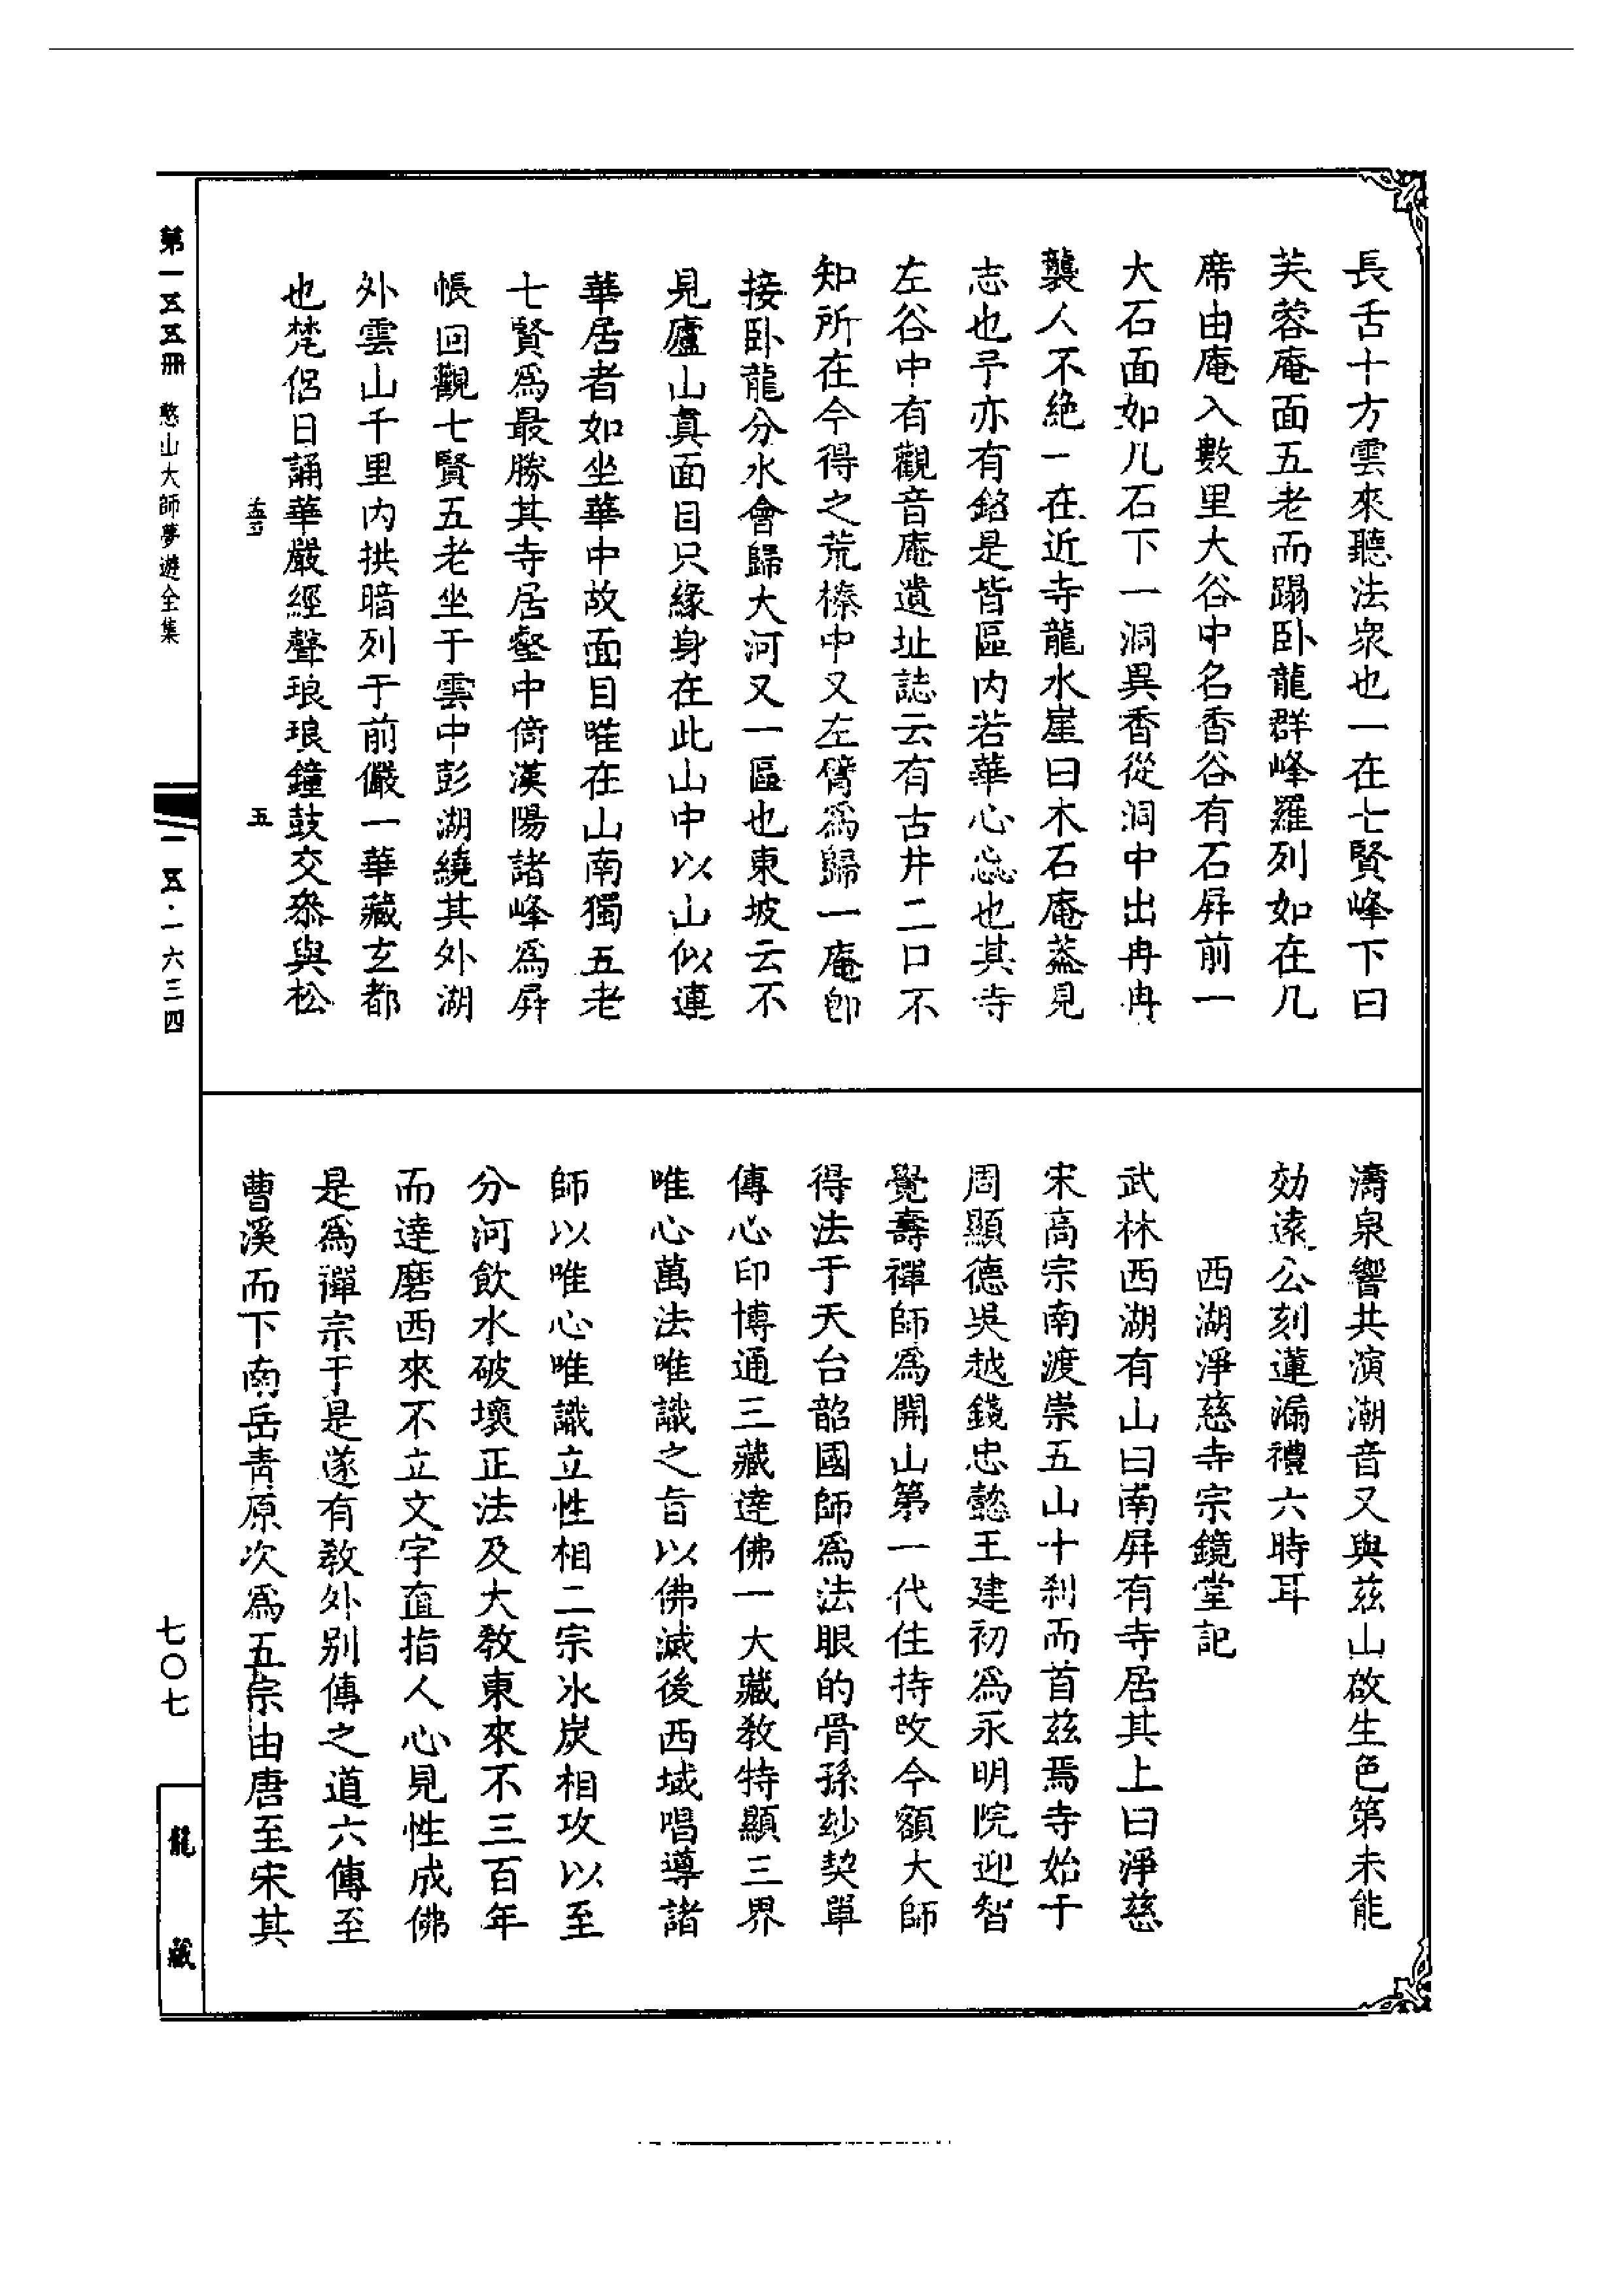 長舌十方雲來聽法衆也一在七賢峰下曰
芙蓉庵面五老而蹋卧龍群峰羅列如在几
席由庵入數里大谷中名香谷有石屏前一
大石面如几石下一洞異香從洞中出冉冉
襲人不絶一在近寺龍水崖曰木石庵蓋見
志也予亦有銘是皆區内若華心蕊也其寺
左谷中有觀音庵遺址誌云有古井二口不
知所在今得之荒榛中又左臂爲歸一庵卽
接卧龍分水會歸大河又一區也東坡云不
見廬山真面目只緣身在此山中以山似蓮
華居者如坐華中故面目唯在山南獨五老
七賢爲最勝其寺居壑中倚漢陽諸峰爲屏
帳回觀七賢五老坐于雲中彭湖繞其外湖
外雲山千里内拱暗列于前儼一華藏玄都
也梵侶日誦華嚴經聲琅琅鐘鼓交叅與松
濤泉響共演潮音又與茲山啟生色第未能
効遠公刻蓮漏禮六時耳
西湖淨慈寺宗鏡堂記
武林西湖有山曰南屏有寺居其上曰淨慈
宋高宗南渡崇五山十刹而首茲焉寺始于
周顯德吳越錢忠懿王建初爲永明院迎智
覺壽禪師爲開山第一代住持改今額大師
得法于天台韶國師爲法眼的骨孫玅契單
傳心印博通三藏達佛一大藏敎特顯三界
唯心萬法唯識之旨以佛滅後西域唱導諸
師以唯心唯識立性相二宗冰炭相攻以至
分河飲水破壞正法及大敎東來不三百年
而達磨西來不立文字直指人心見性成佛
是爲禪宗于是遂有敎外别傳之道六傳至
曹溪而下南岳青原次爲五宗由唐至宋其
第一五五冊 憨山大師夢遊全集
五
一五五·一六三四
七〇七
龍藏